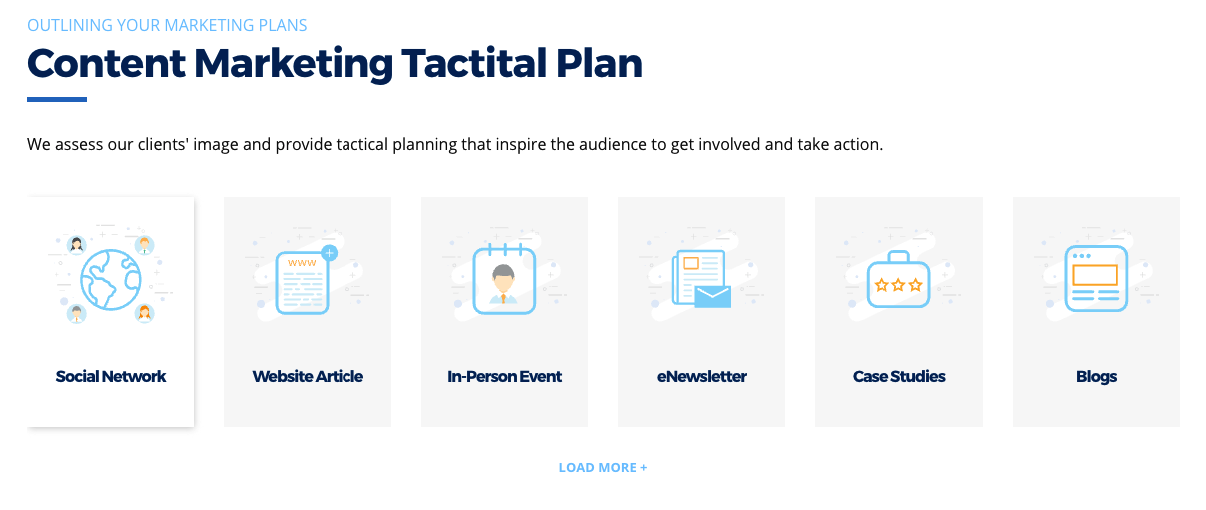 OUTLINING YOUR MARKETING PLANS
Content Marketing Tactital Plan
We assess our clients' image and provide tactical planning that inspire the audience to get involved and take action.
www
Social Network
Website Article
In-Person Event
eNewsletter
Case Studies
Blogs
LOAD MORE +